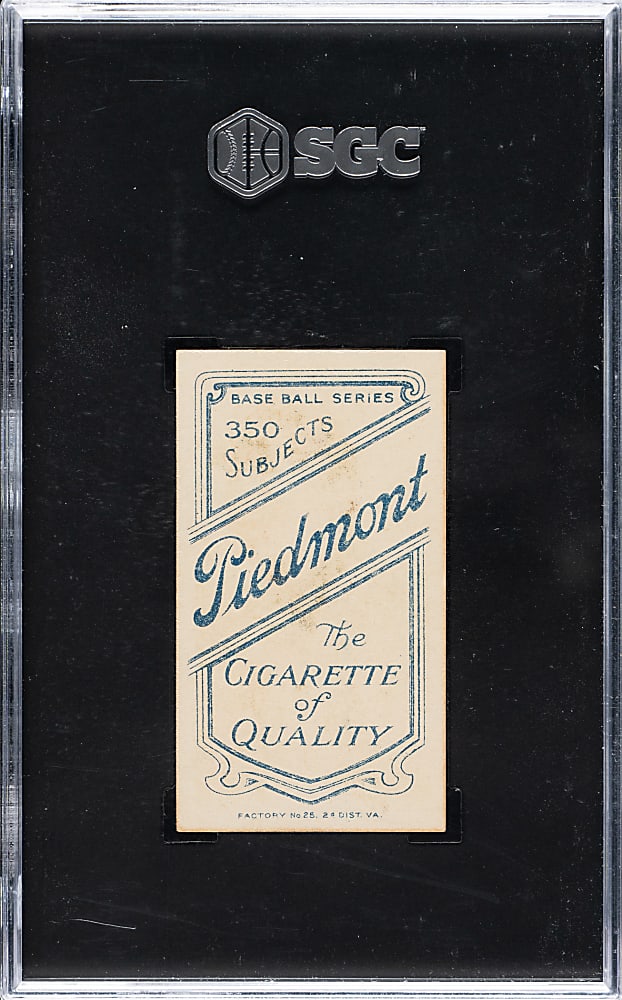 SGC
BASE BALL SERIES
350
SUBJECTS
Piedmont
The
CIGARETTE
of
QUALITY
FACTORY No 25. 2d DIST. VA.